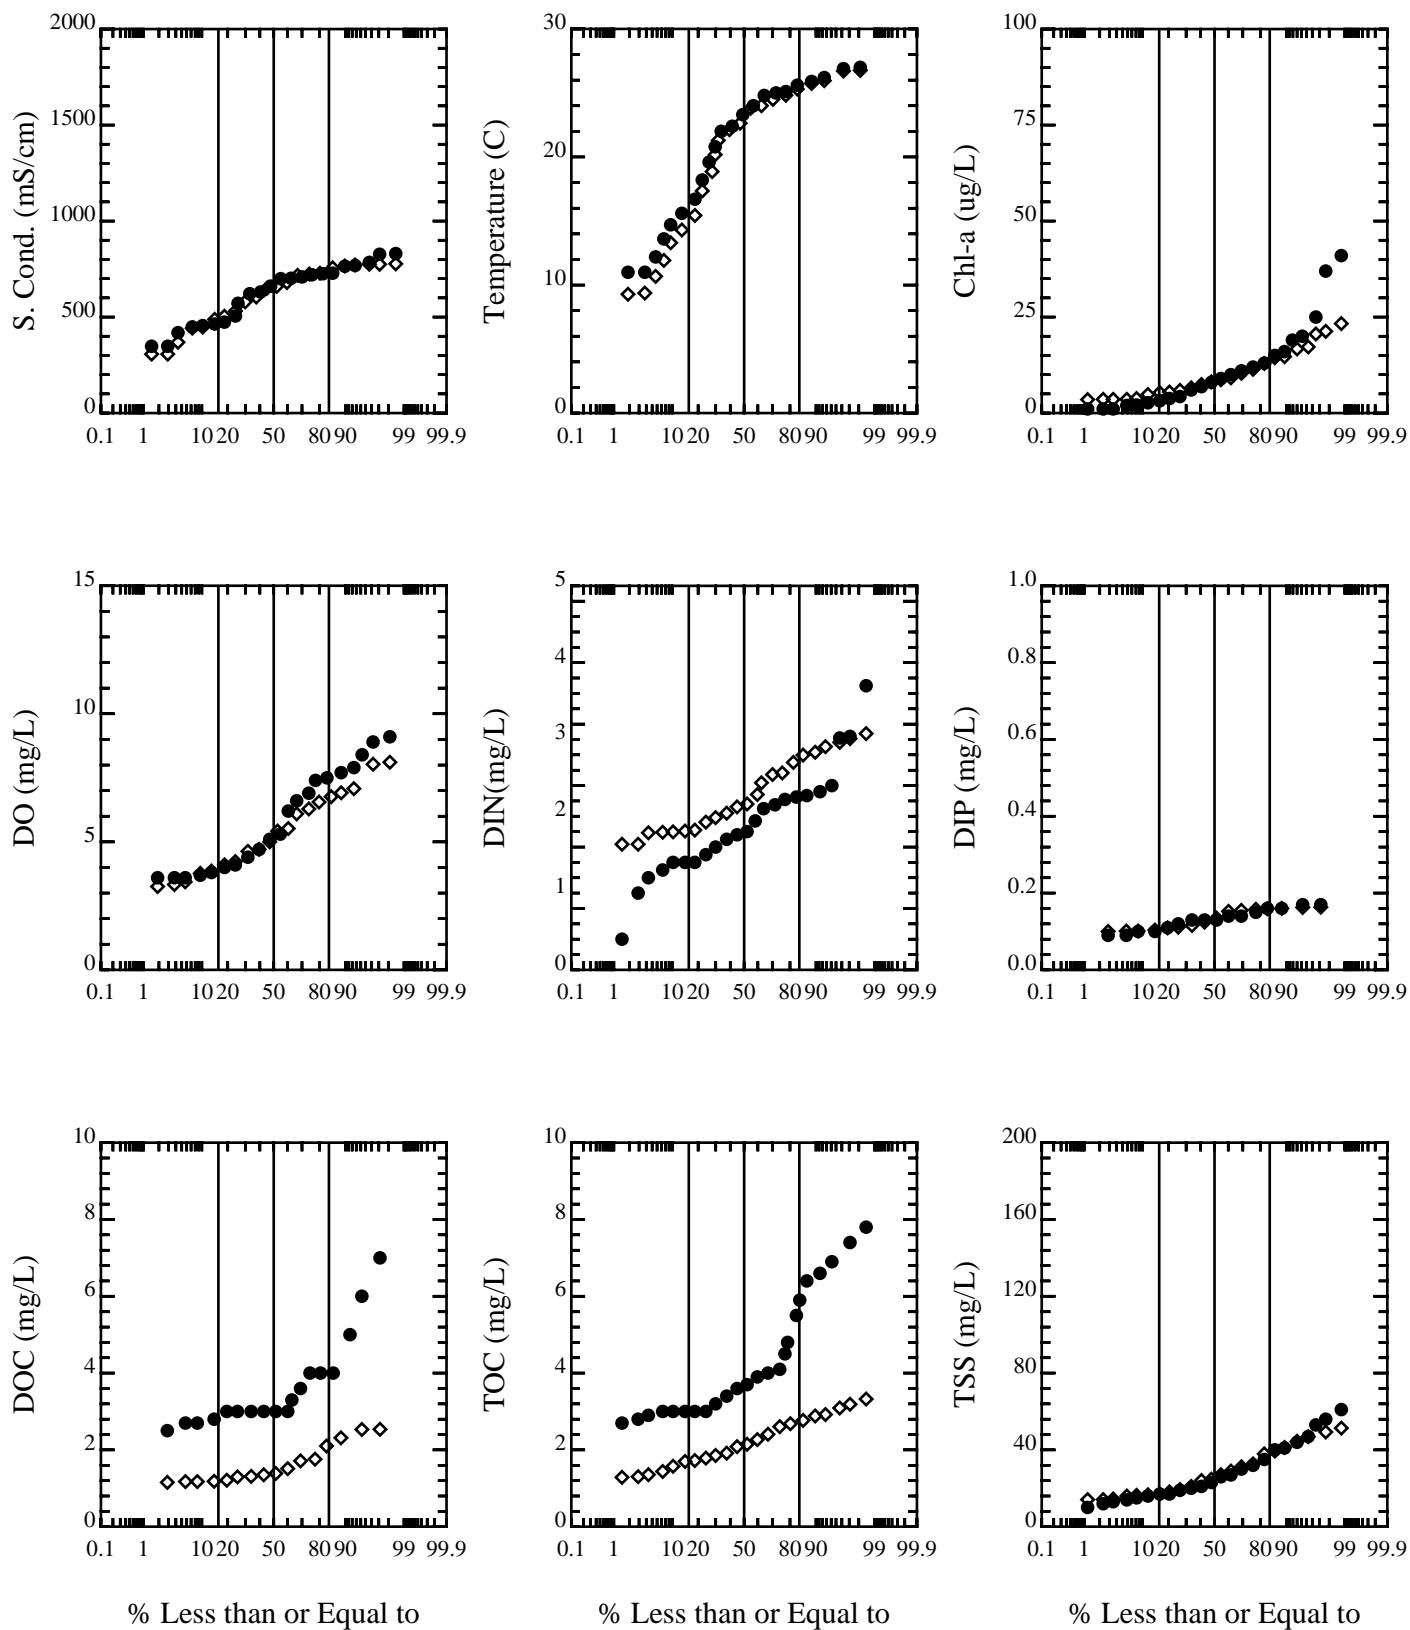 2000
1500
1000
500
0
S. Cond. (mS/cm)
0.1 1 10 20 50 80 90 99 99.9
30
20
10
0
Temperature (C)
0.1 1 10 20 50 80 90 99 99.9
100
75
50
25
0
Chl-a (ug/L)
0.1 1 10 20 50 80 90 99 99.9
15
10
5
0
DO (mg/L)
0.1 1 10 20 50 80 90 99 99.9
5
4
3
2
1
0
DIN(mg/L)
0.1 1 10 20 50 80 90 99 99.9
1.0
0.8
0.6
0.4
0.2
0.0
DIP (mg/L)
0.1 1 10 20 50 80 90 99 99.9
10
8
6
4
2
0
DOC (mg/L)
0.1 1 10 20 50 80 90 99 99.9
% Less than or Equal to
10
8
6
4
2
0
TOC (mg/L)
0.1 1 10 20 50 80 90 99 99.9
% Less than or Equal to
200
160
120
80
40
0
TSS (mg/L)
0.1 1 10 20 50 80 90 99 99.9
% Less than or Equal to